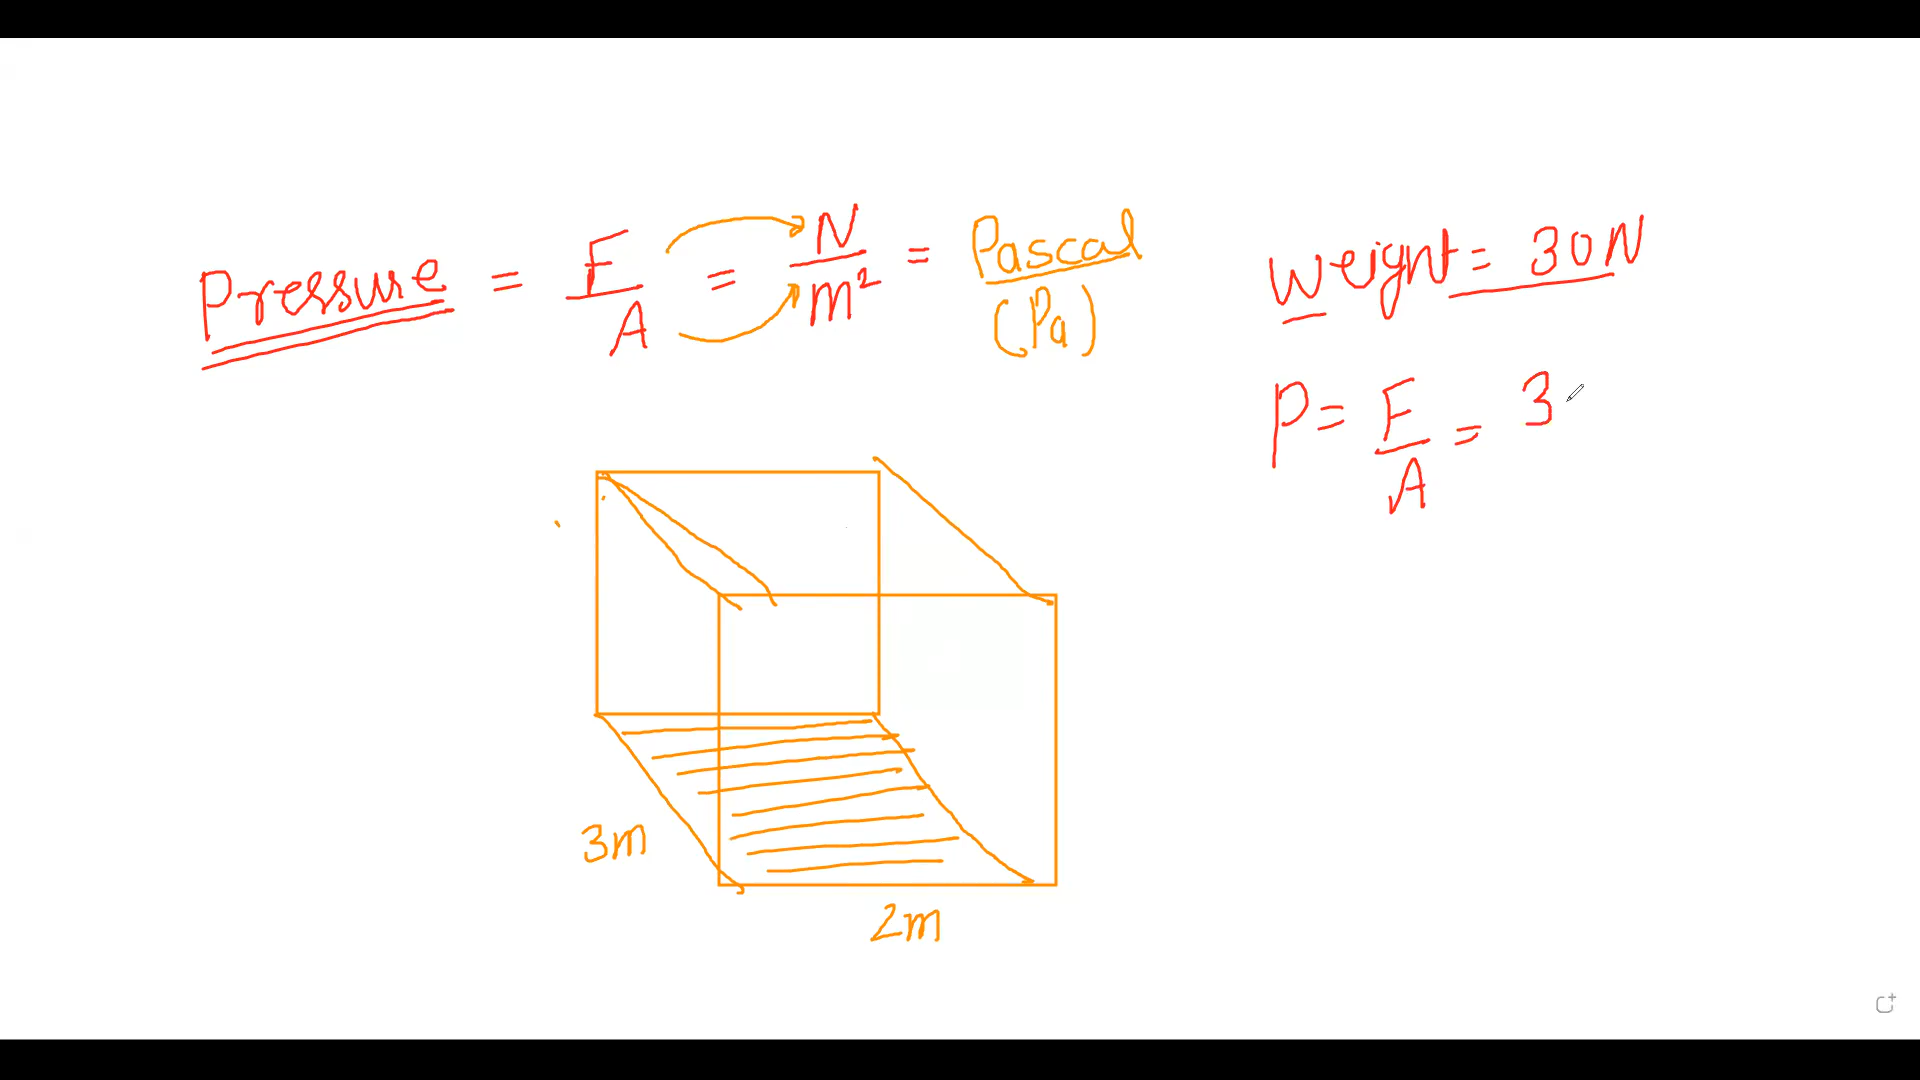 Pressure = F/A = N/m² = Pascal (Pa)
Weight = 30N
P = F/A = 3
3m
2m